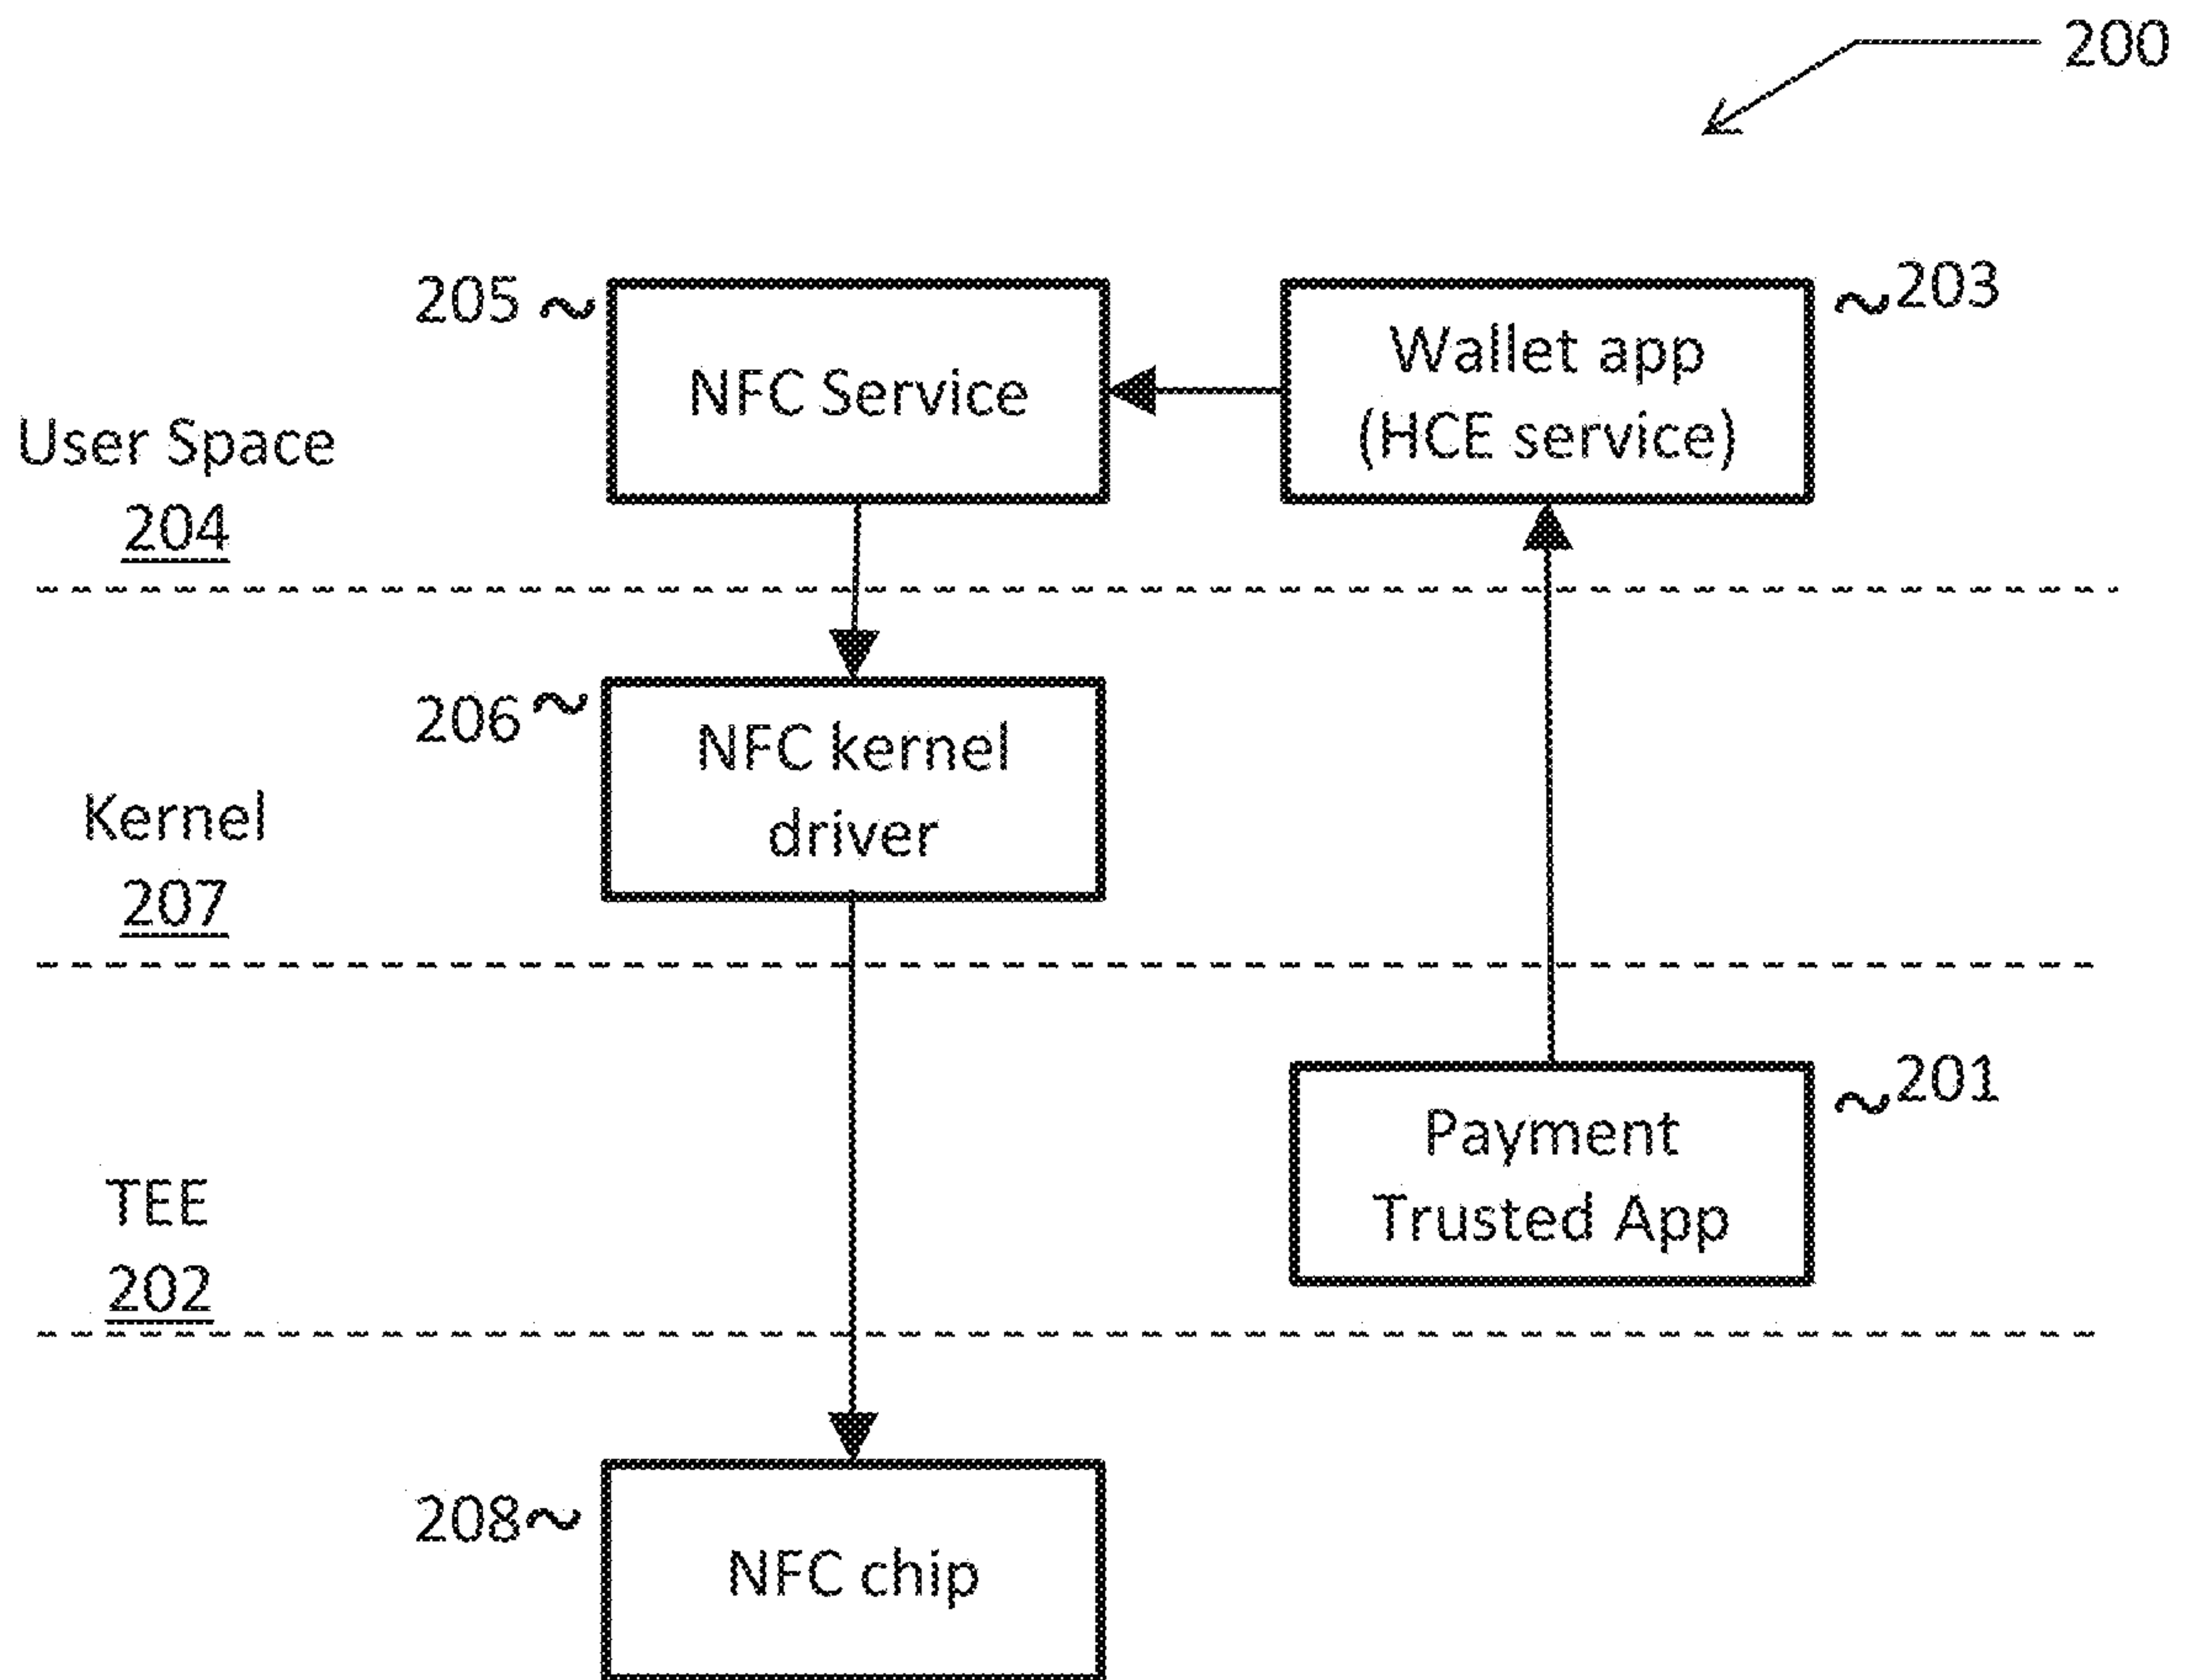 200
205
NFC Service
Wallet app
(HCE service)
203
User Space
204
206
NFC kernel
driver
Kernel
207
Payment
Trusted App
201
TEE
202
208
NFC chip